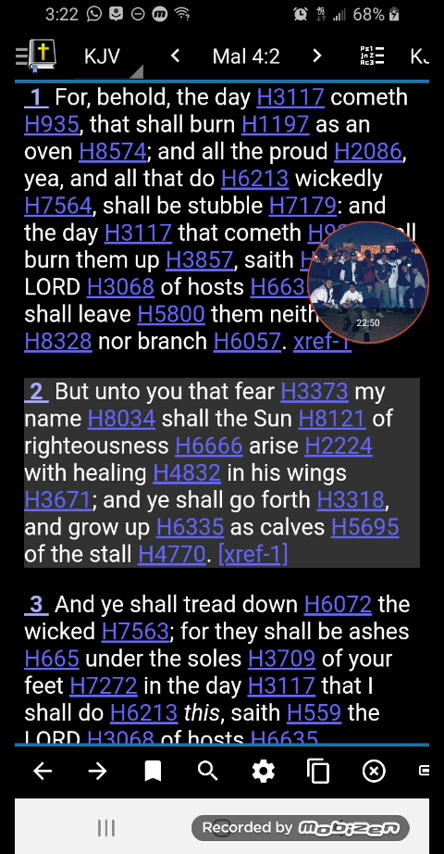 3:22 68%
KJV < Mal 4:2 >
1 For, behold, the day H3117 cometh
H935, that shall burn H1197 as an
oven H8574; and all the proud H2086,
yea, and all that do H6213 wickedly
H7564, shall be stubble H7179: and
the day H3117 that cometh
burn them up H3857, saith
LORD H3068 of hosts
shall leave H5800 them
H8328 nor branch H6057. xref-1
22:50
2 But unto you that fear H3373 my
name H8034 shall the Sun H8121 of
righteousness H6666 arise H2224
with healing H4832 in his wings
H3671; and ye shall go forth H3318,
and grow up H6335 as calves H5695
of the stall H4770. [xref-1]
3 And ye shall tread down H6072 the
wicked H7563; for they shall be ashes
H665 under the soles H3709 of your
feet H7272 in the day H3117 that I
shall do H6213 this, saith H559 the
LORD H3068 of hosts H6635
Recorded by Mobizen